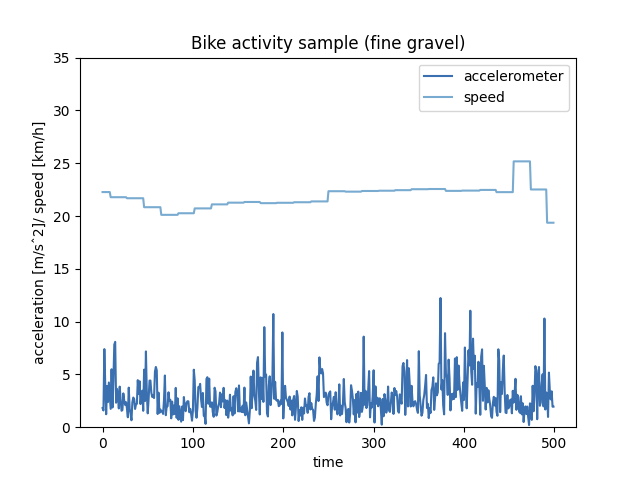 Bike activity sample (fine gravel)
accelerometer
speed
acceleration [m/s^2]/ speed [km/h]
35
30
25
20
15
10
5
0
0 100 200 300 400 500
time